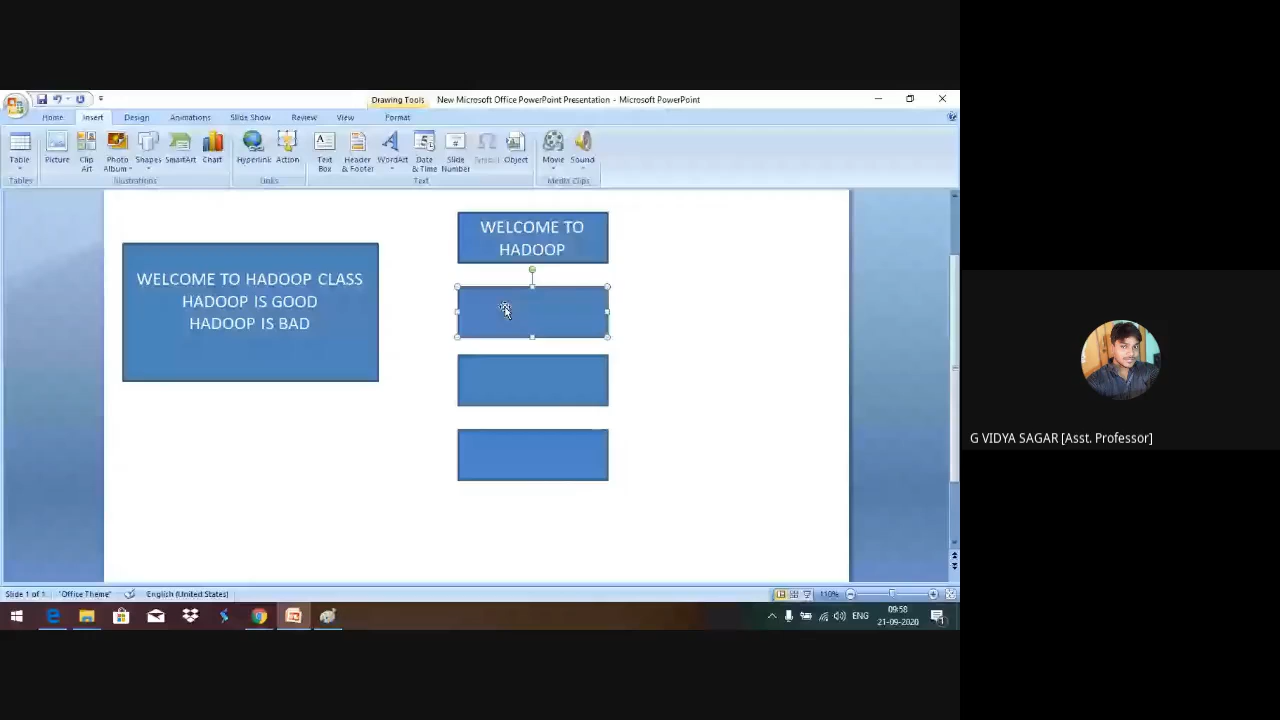 Drawing Tools
New Microsoft Office PowerPoint Presentation - Microsoft PowerPoint
Home Insert Design Animations Slide Show Review View Format
Table Picture Clip Art Photo Album Shapes SmartArt Chart Hyperlink Action Text Box Header & Footer WordArt Date & Time Slide Number Symbol Object Movie Sound
Tables Illustrations Links Text Media Clips
WELCOME TO HADOOP CLASS
HADOOP IS GOOD
HADOOP IS BAD
WELCOME TO
HADOOP
G VIDYA SAGAR [Asst. Professor]
Slide 1 of 1 "Office Theme" English (United States) 110%
ENG
09:58
21-09-2020